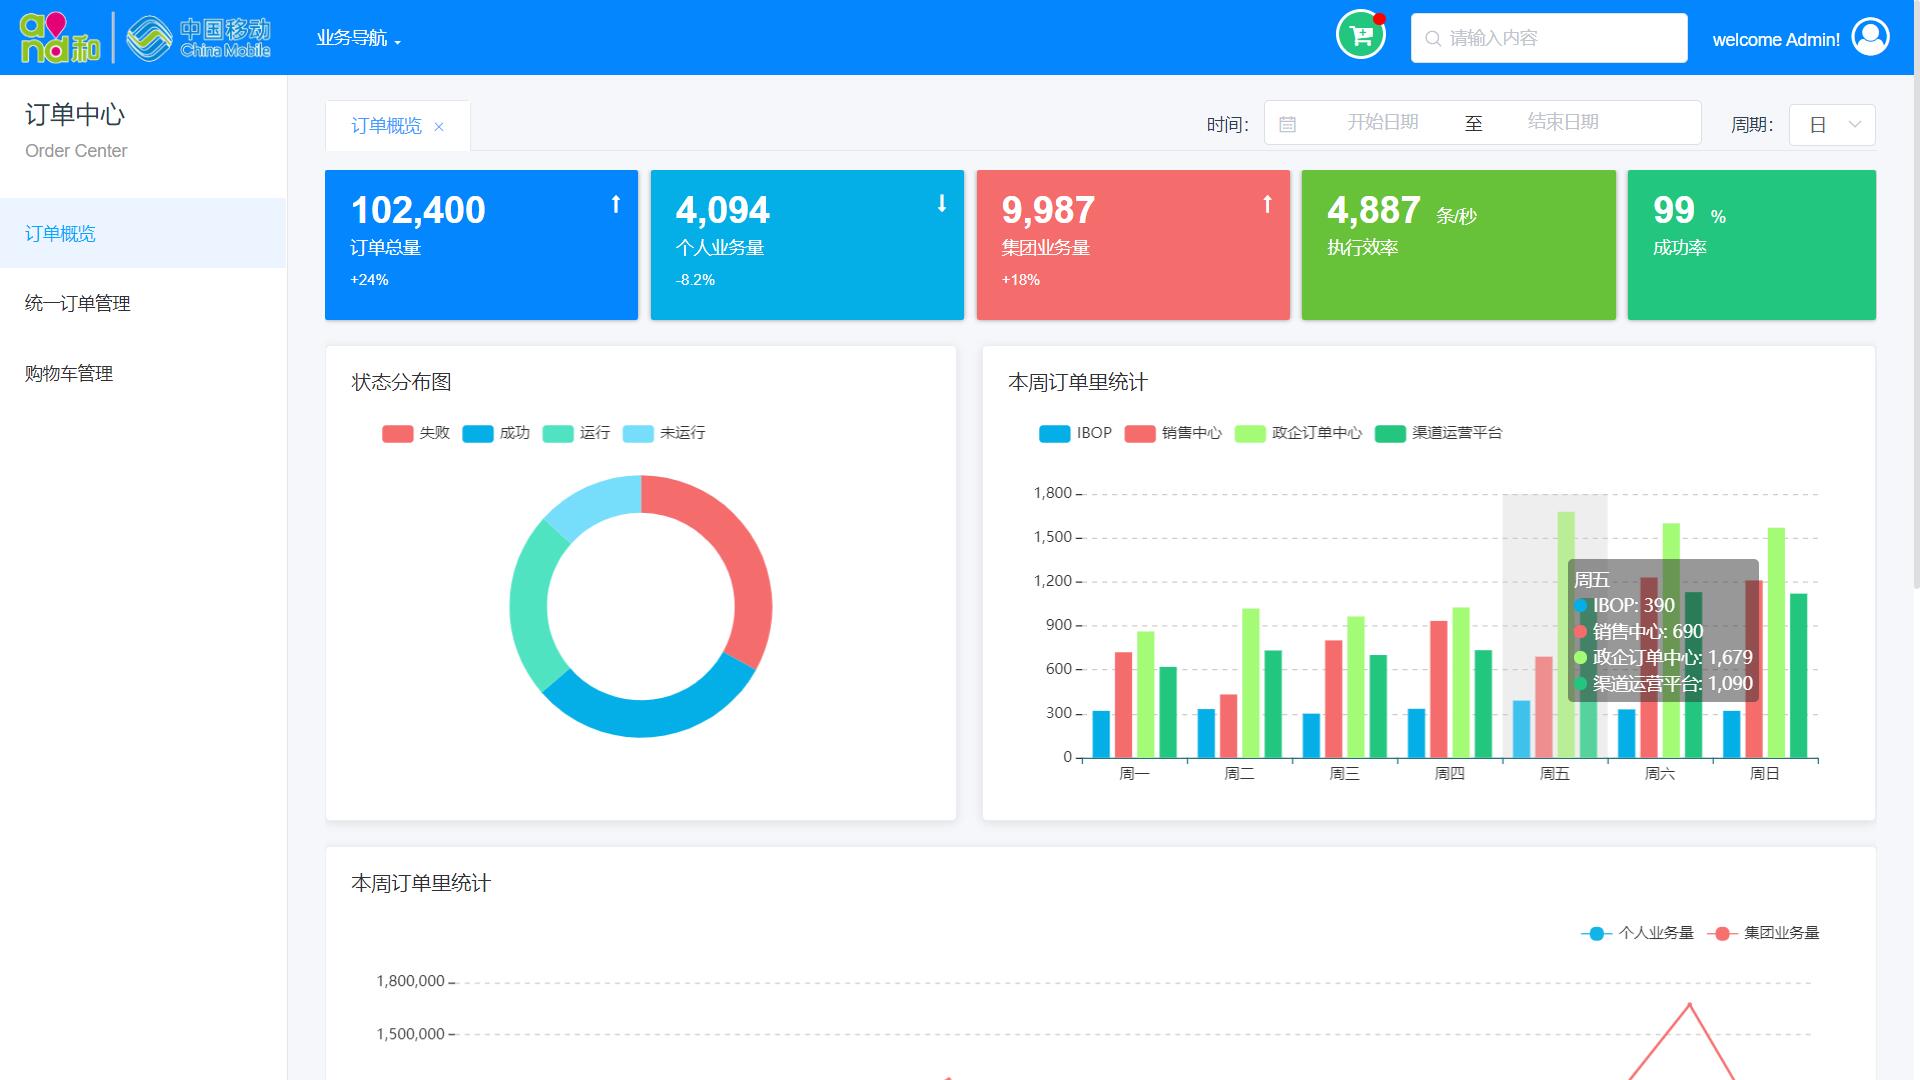 and和 中国移动
China Mobile
业务导航
请输入内容
welcome Admin!
订单中心
Order Center
订单概览
统一订单管理
购物车管理
订单概览 ×
时间: 开始日期 至 结束日期
周期: 日
102,400
订单总量
+24%
4,094
个人业务量
-8.2%
9,987
集团业务量
+18%
4,887 条/秒
执行效率
99 %
成功率
状态分布图
失败 成功 运行 未运行
本周订单里统计
IBOP 销售中心 政企订单中心 渠道运营平台
1,800
1,500
1,200
900
600
300
0
周一 周二 周三 周四 周五 周六 周日
周五
IBOP: 390
销售中心: 690
政企订单中心: 1,679
渠道运营平台: 1,090
本周订单里统计
个人业务量 集团业务量
1,800,000
1,500,000